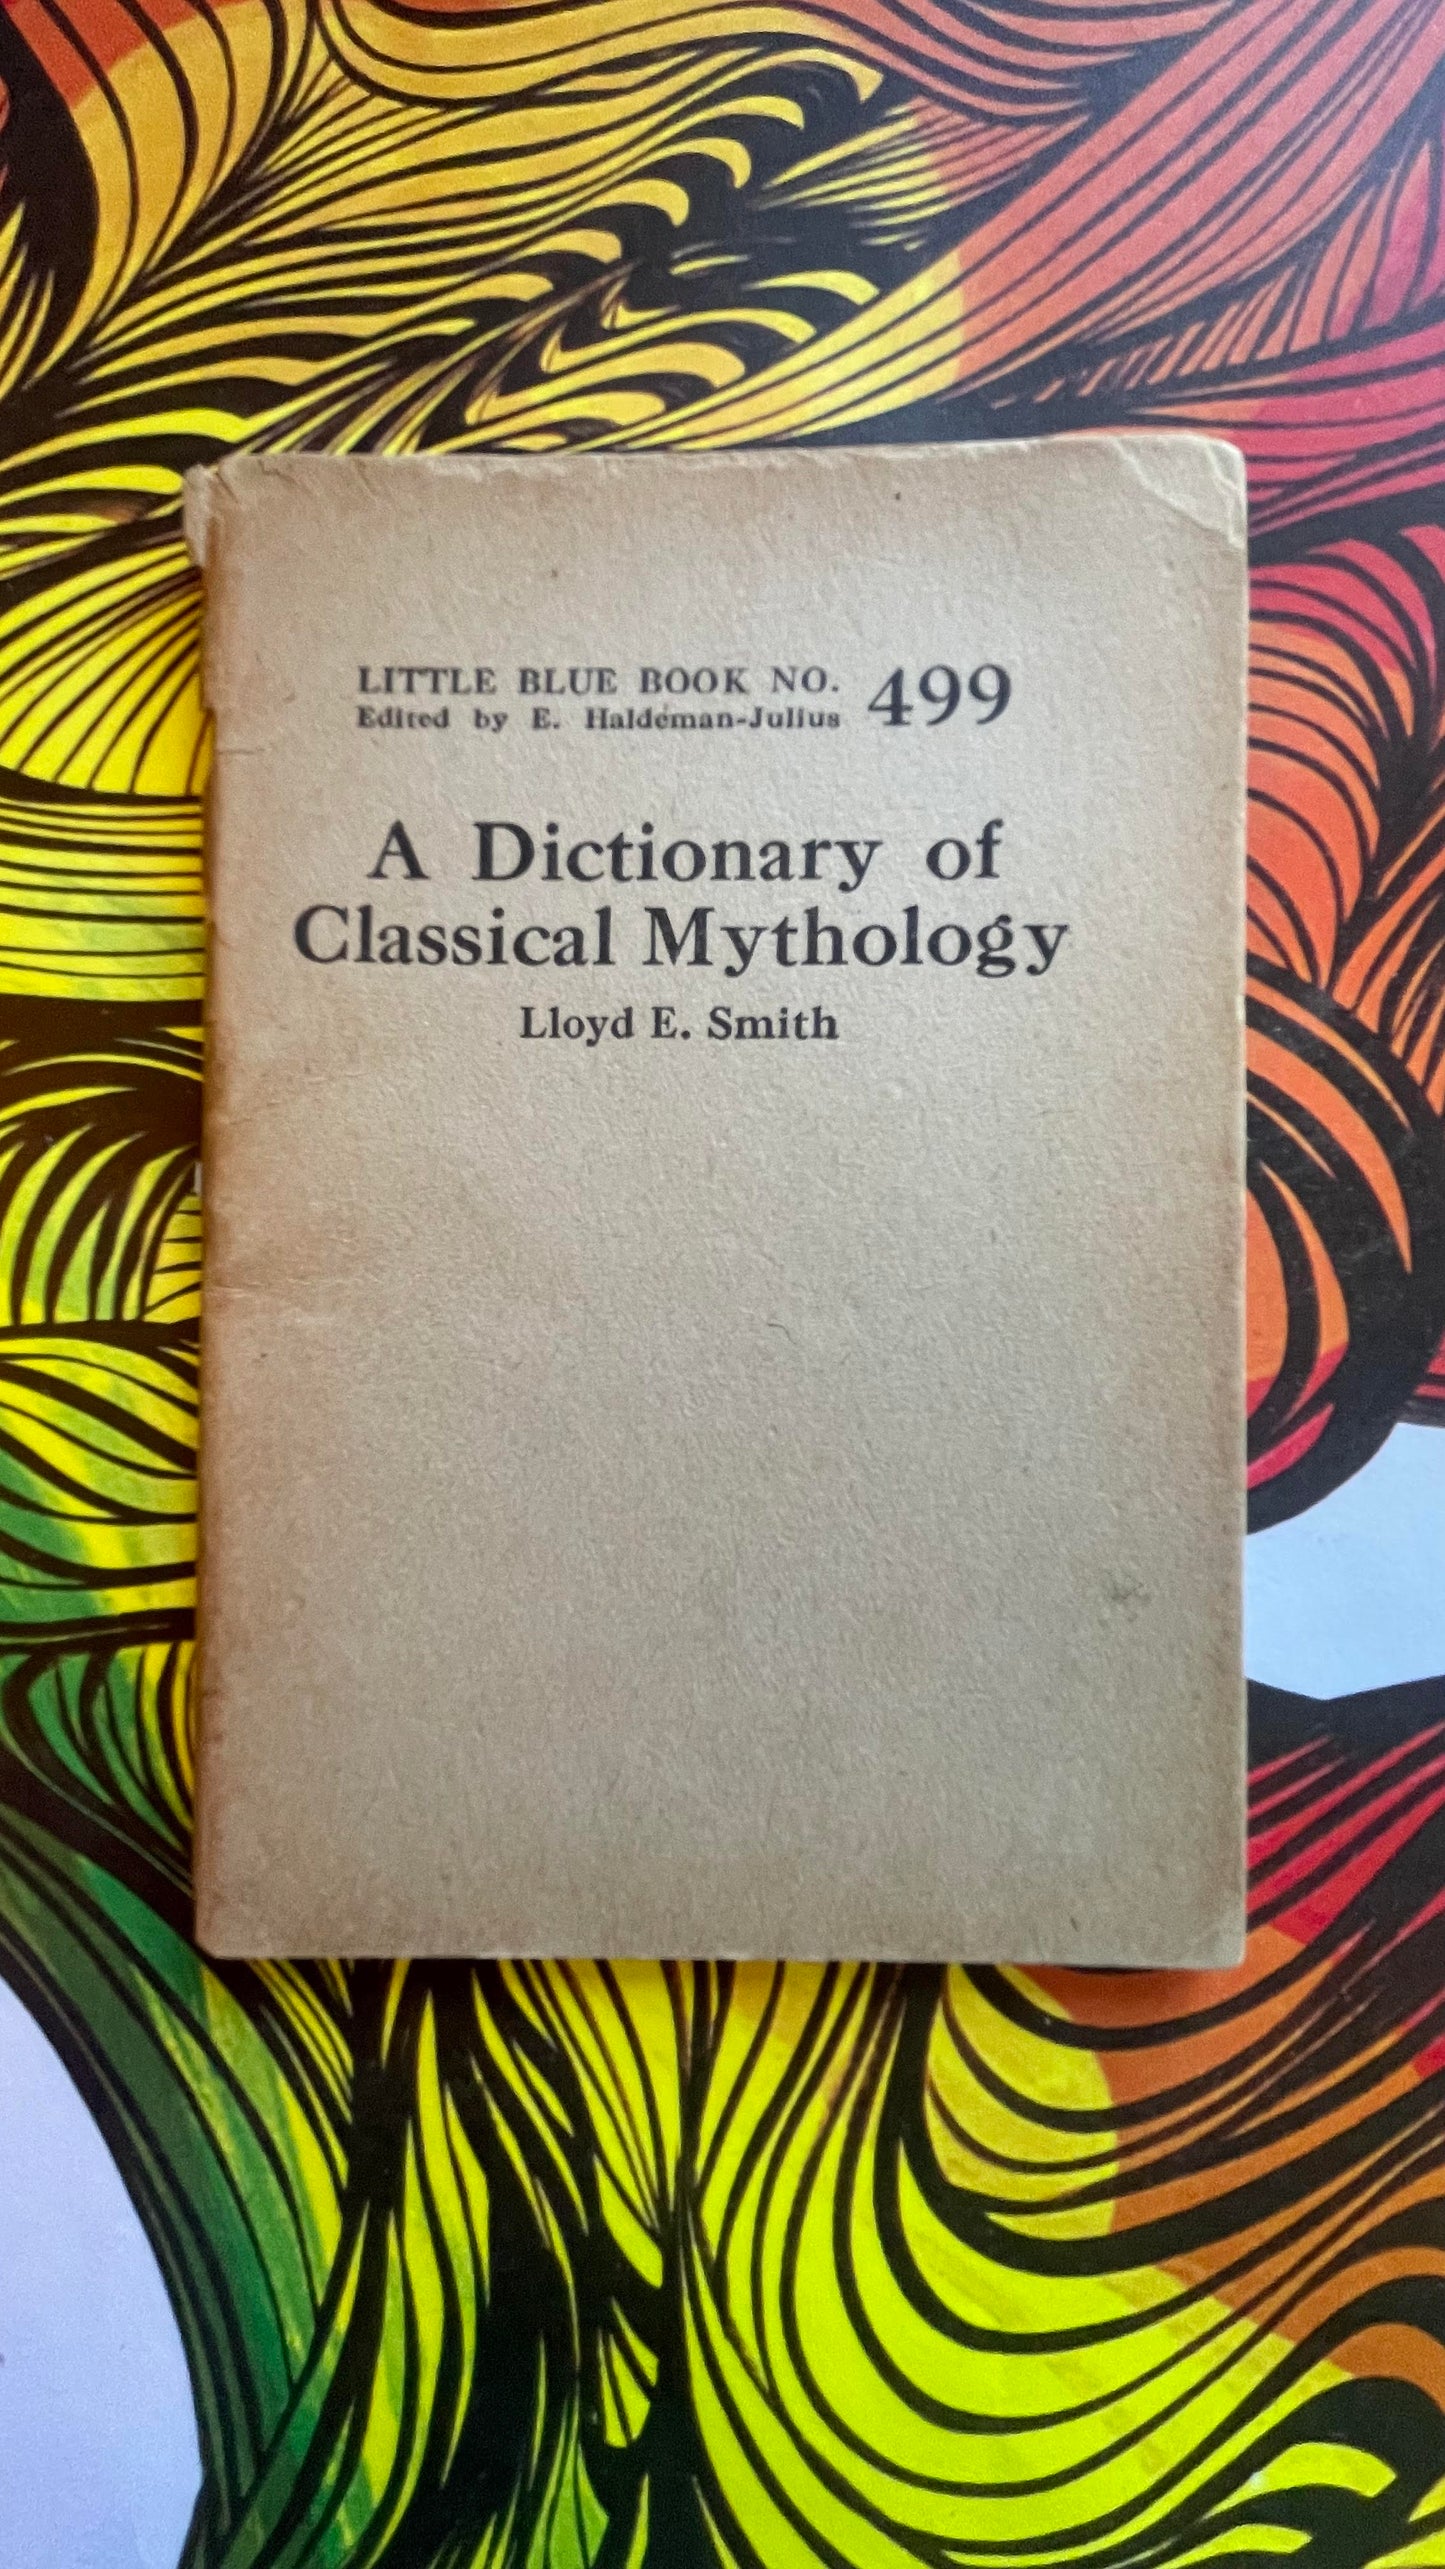 LITTLE BLUE BOOK NO. 499
Edited by E. Haldeman-Julius
A Dictionary of
Classical Mythology
Lloyd E. Smith